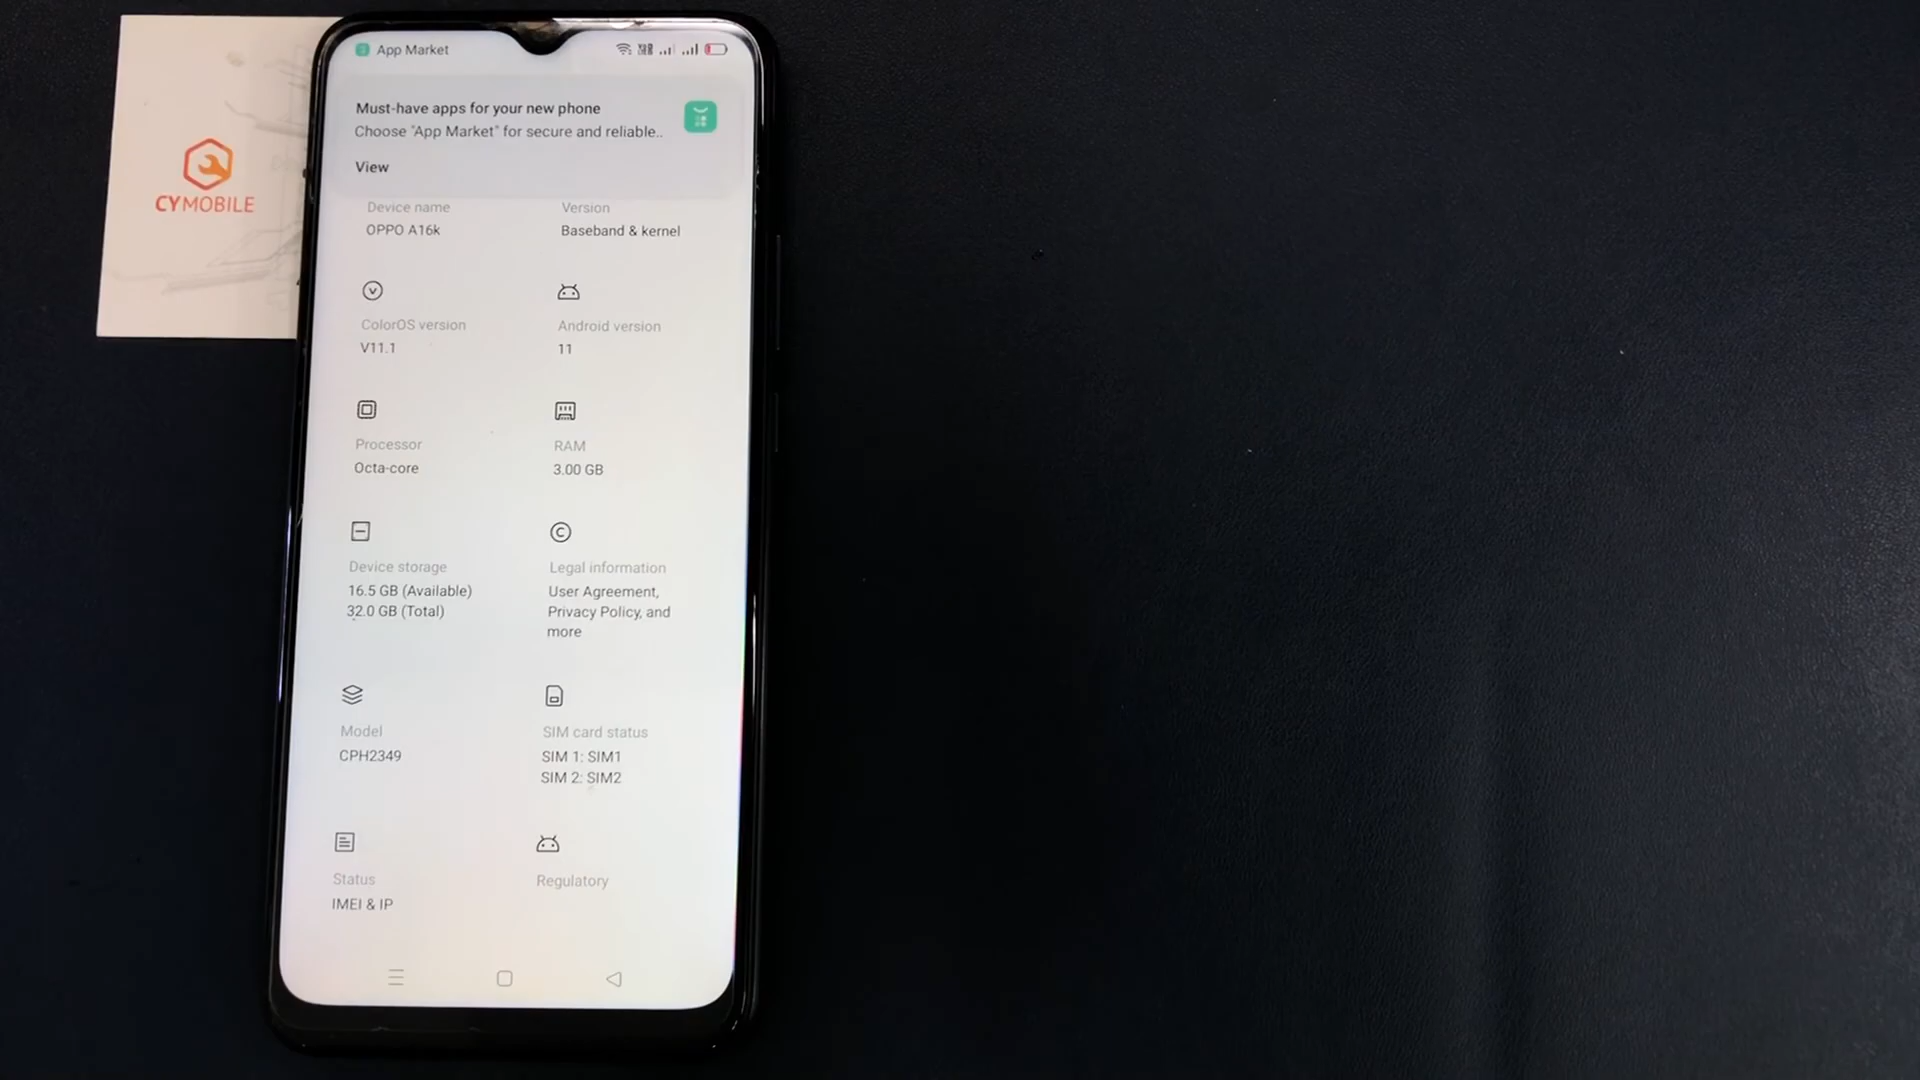 CYMOBILE
App Market
Must-have apps for your new phone
Choose "App Market" for secure and reliable..
View
Device name
OPPO A16k
Version
Baseband & kernel
ColorOS version
V11.1
Android version
11
Processor
Octa-core
RAM
3.00 GB
Device storage
16.5 GB (Available)
32.0 GB (Total)
Legal information
User Agreement,
Privacy Policy, and
more
Model
CPH2349
SIM card status
SIM 1: SIM1
SIM 2: SIM2
Status
IMEI & IP
Regulatory